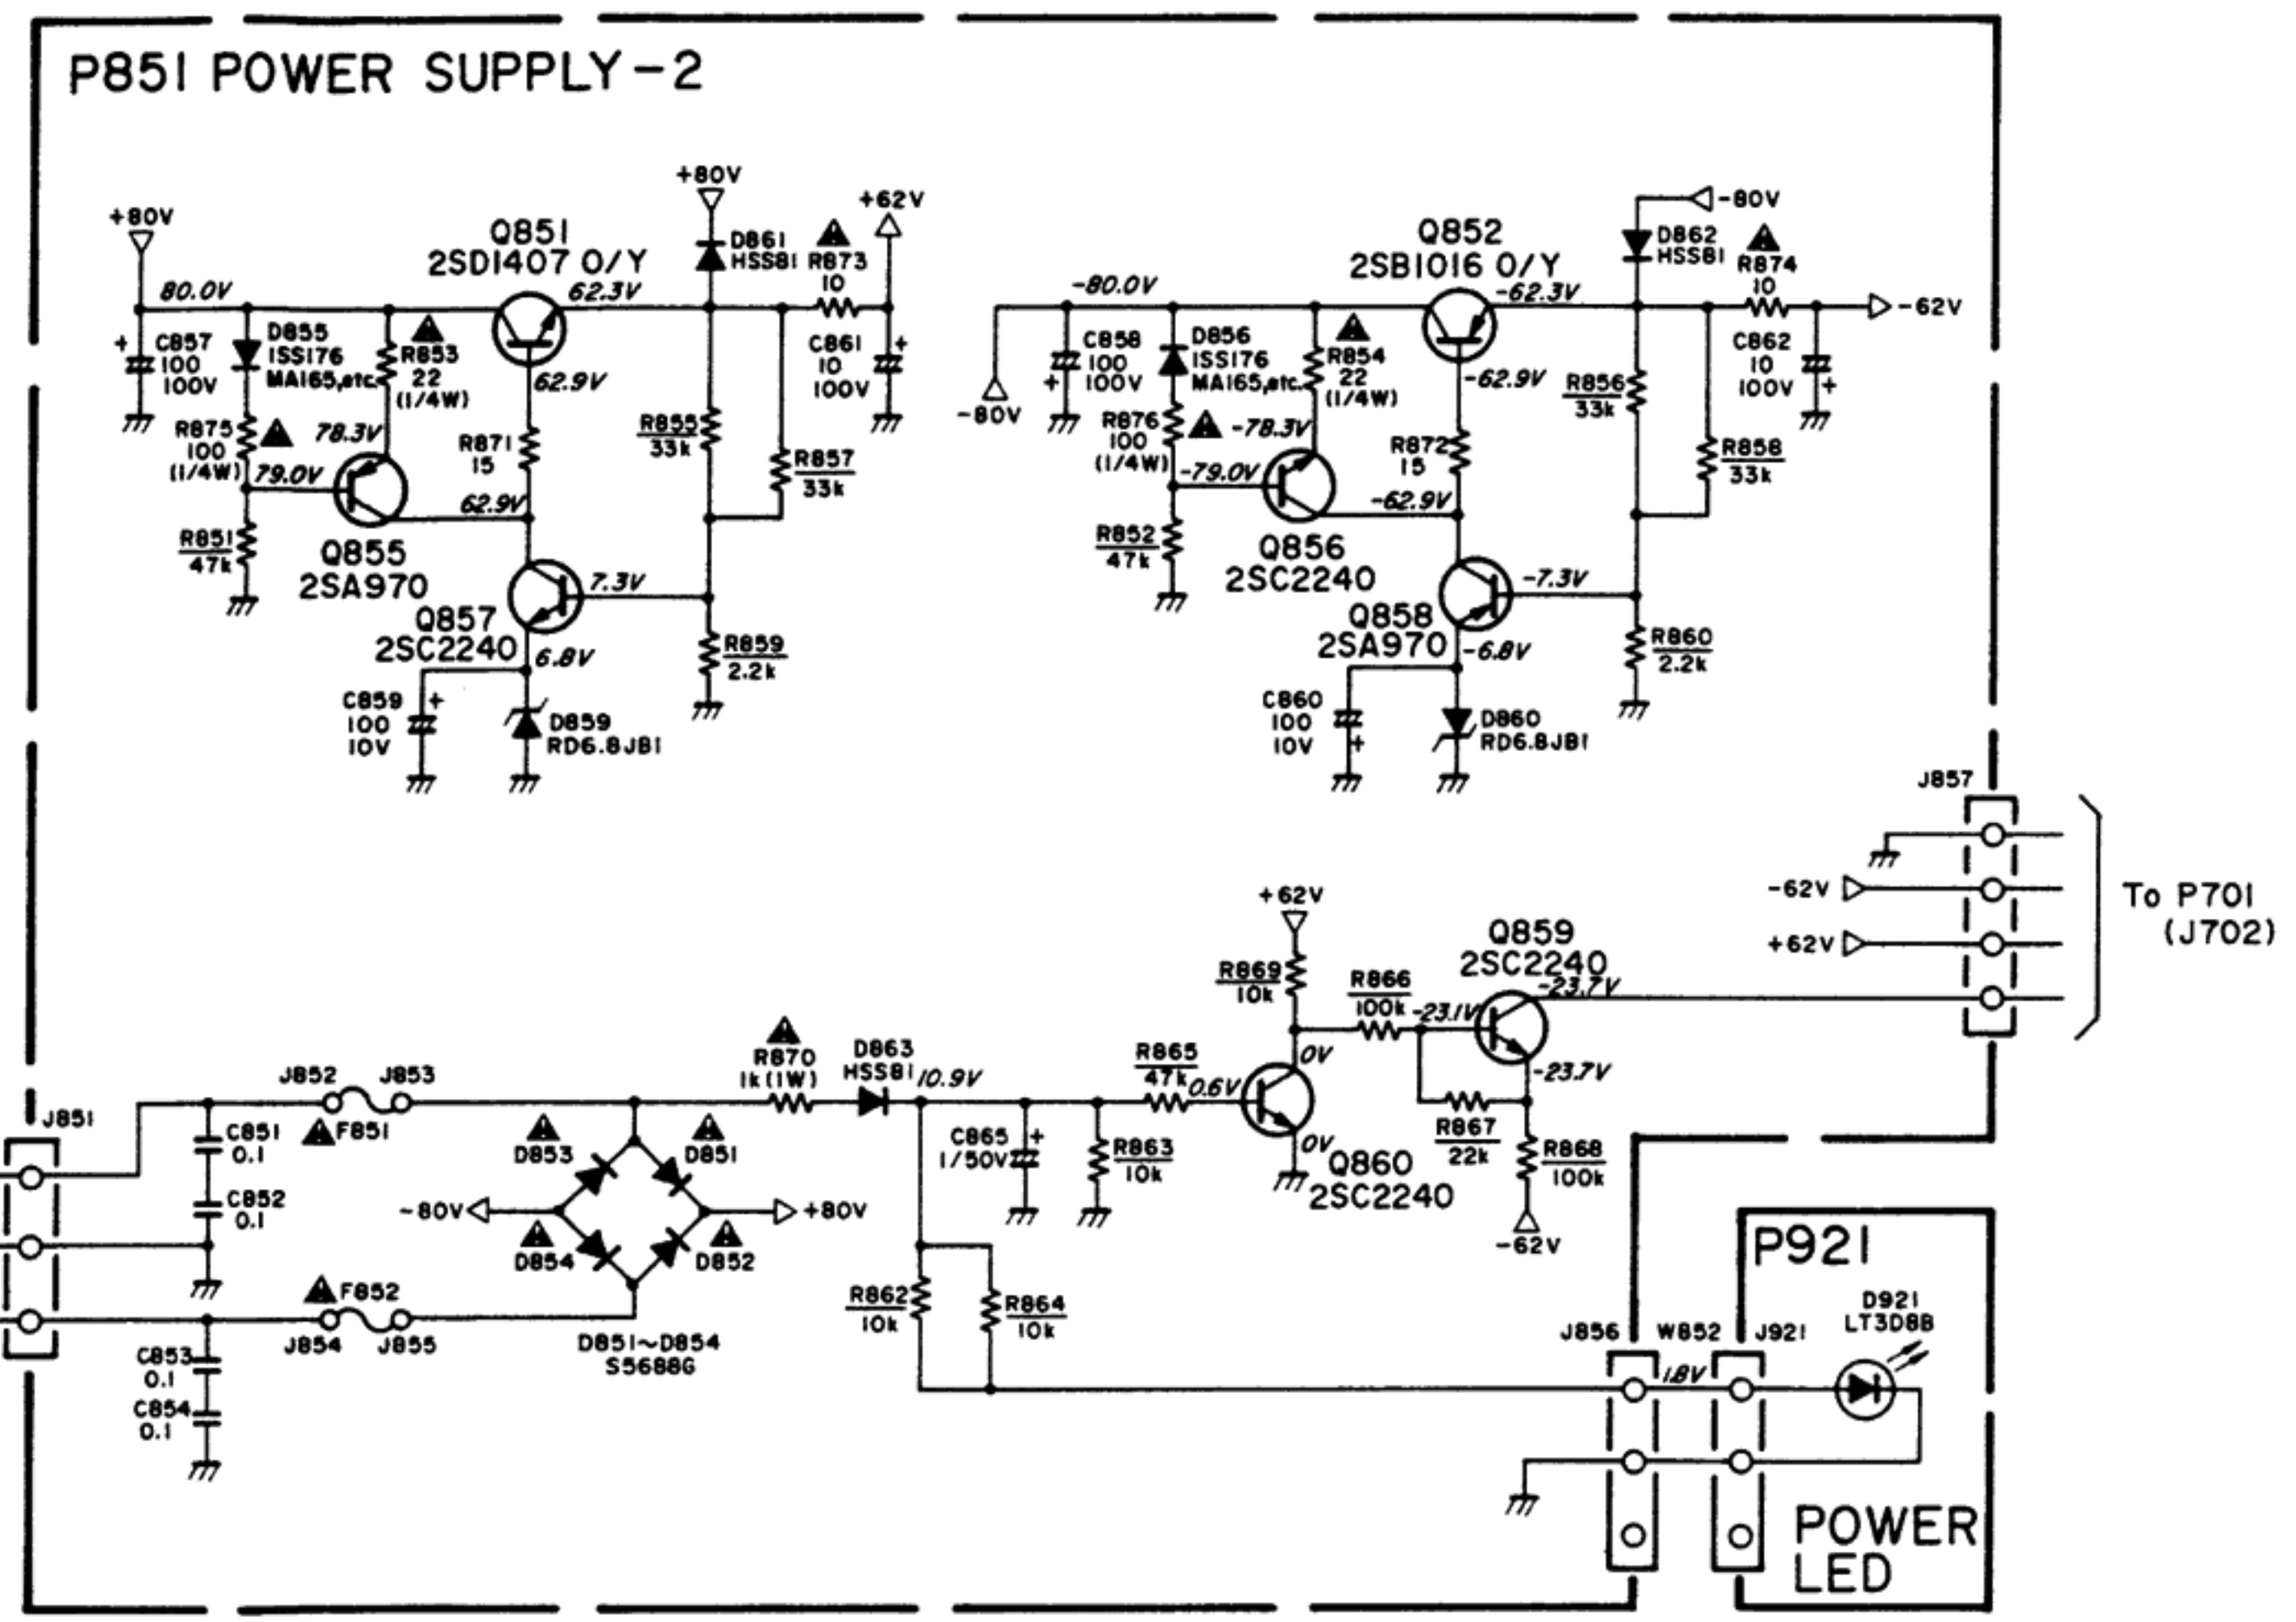 P851 POWER SUPPLY-2
+80V
80.0V
C857
100
100V
D855
1SS176
MA165,etc.
R853
22
(1/4W)
R875
100
(1/4W)
78.3V
79.0V
R851
47k
Q855
2SA970
Q851
2SD1407 O/Y
62.3V
62.9V
R871
15
62.9V
Q857
2SC2240
7.3V
6.8V
C859
100
10V
D859
RD6.8JB1
+80V
D861
HSS81
R873
10
+62V
C861
10
100V
R855
33k
R857
33k
R859
2.2k
-80V
-80.0V
C858
100
100V
D856
1SS176
MA165,etc.
R854
22
(1/4W)
R876
100
(1/4W)
-78.3V
-79.0V
R852
47k
Q856
2SC2240
Q852
2SB1016 O/Y
-62.3V
-62.9V
R872
15
-62.9V
Q858
2SA970
-7.3V
-6.8V
C860
100
10V
D860
RD6.8JB1
-80V
D862
HSS81
R874
10
-62V
C862
10
100V
R856
33k
R858
33k
R860
2.2k
J857
-62V
+62V
To P701
(J702)
+62V
R869
10k
R866
100k
-23.1V
Q859
2SC2240
-23.7V
-23.7V
R867
22k
R868
100k
-62V
0V
0V
Q860
2SC2240
R865
47k
0.6V
J851
C851
0.1
C852
0.1
J852
J853
F851
F852
J854
J855
C853
0.1
C854
0.1
D853
D851
-80V
+80V
D854
D852
D851~D854
S5688G
R870
1k(1W)
D863
HSS81
10.9V
C865
1/50V
R863
10k
R862
10k
R864
10k
J856
W852
J921
1.8V
P921
D921
LT3D8B
POWER
LED